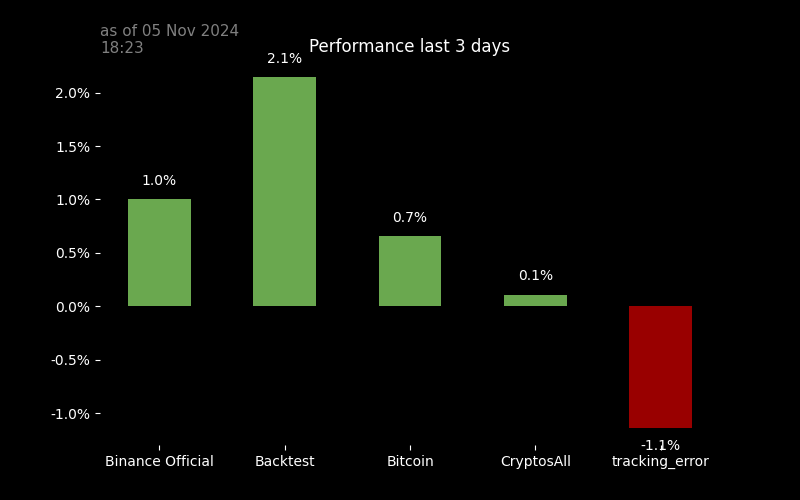 as of 05 Nov 2024
18:23
Performance last 3 days
2.1%
2.0%
1.5%
1.0%
1.0%
0.7%
0.5%
0.1%
0.0%
-0.5%
-1.0%
-1.1%
Binance Official
Backtest
Bitcoin
CryptosAll
tracking_error